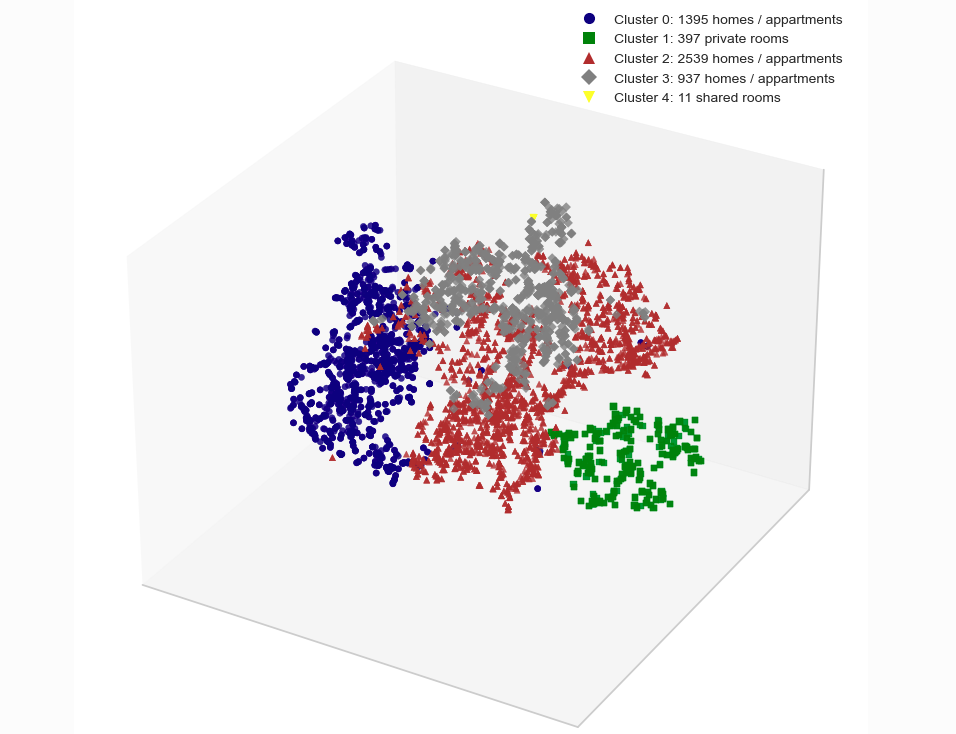 Cluster 0: 1395 homes / appartments
Cluster 1: 397 private rooms
Cluster 2: 2539 homes / appartments
Cluster 3: 937 homes / appartments
Cluster 4: 11 shared rooms